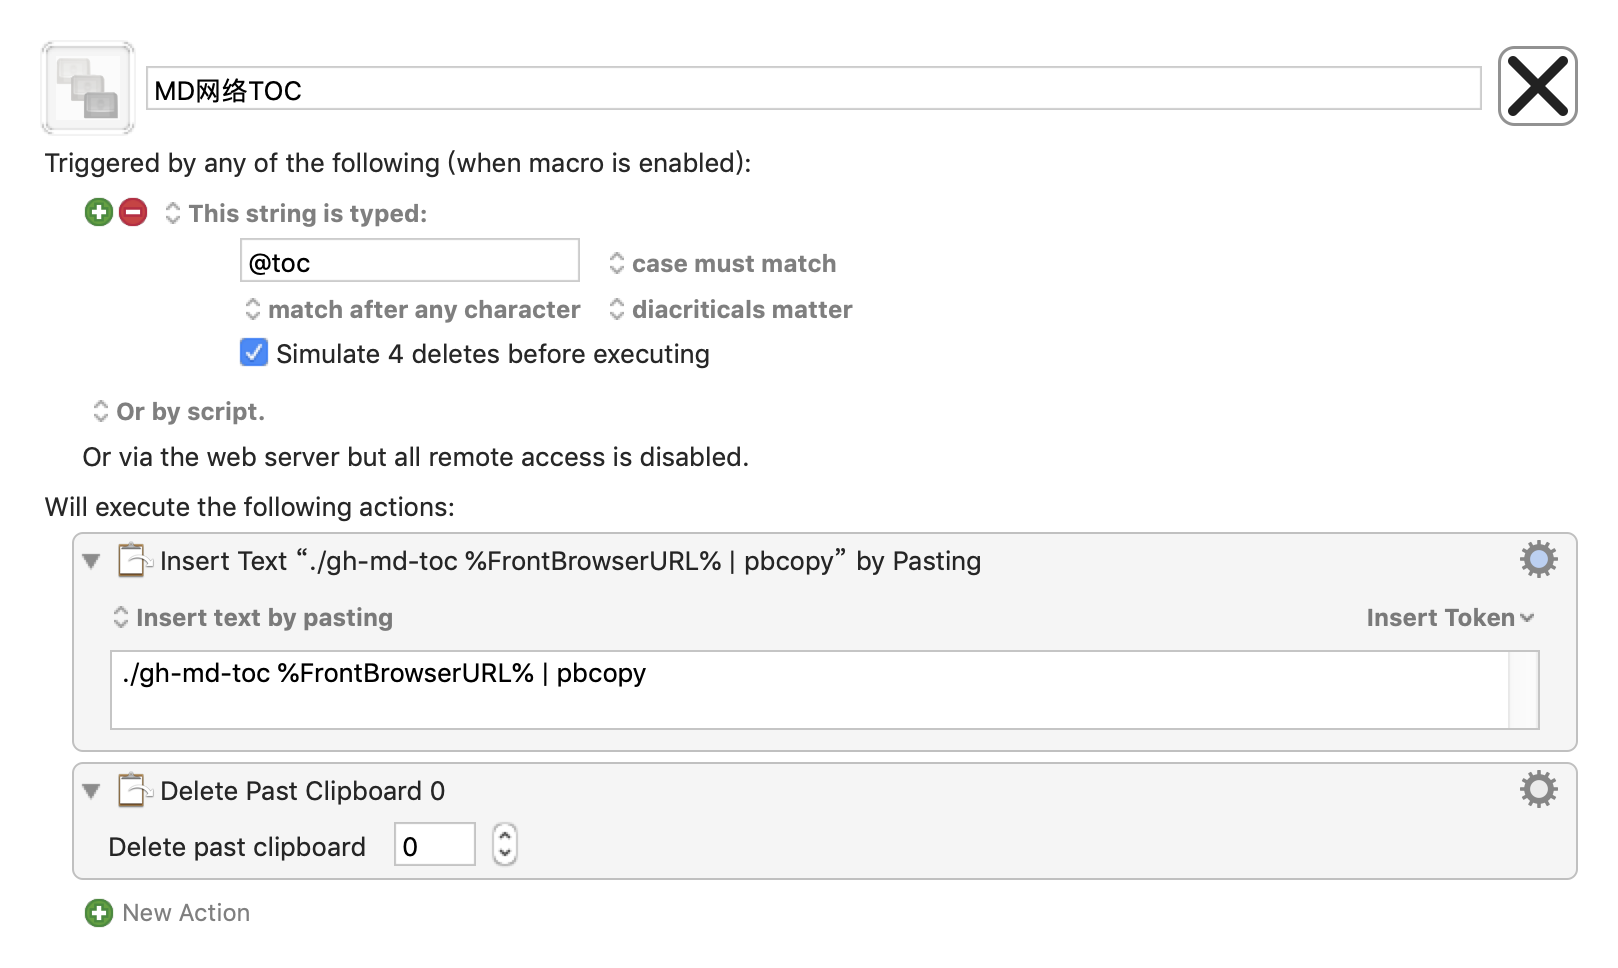 MD网络TOC
Triggered by any of the following (when macro is enabled):
This string is typed:
@toc
case must match
match after any character
diacriticals matter
Simulate 4 deletes before executing
Or by script.
Or via the web server but all remote access is disabled.
Will execute the following actions:
Insert Text “./gh-md-toc %FrontBrowserURL% | pbcopy” by Pasting
Insert text by pasting
Insert Token
./gh-md-toc %FrontBrowserURL% | pbcopy
Delete Past Clipboard 0
Delete past clipboard 0
New Action